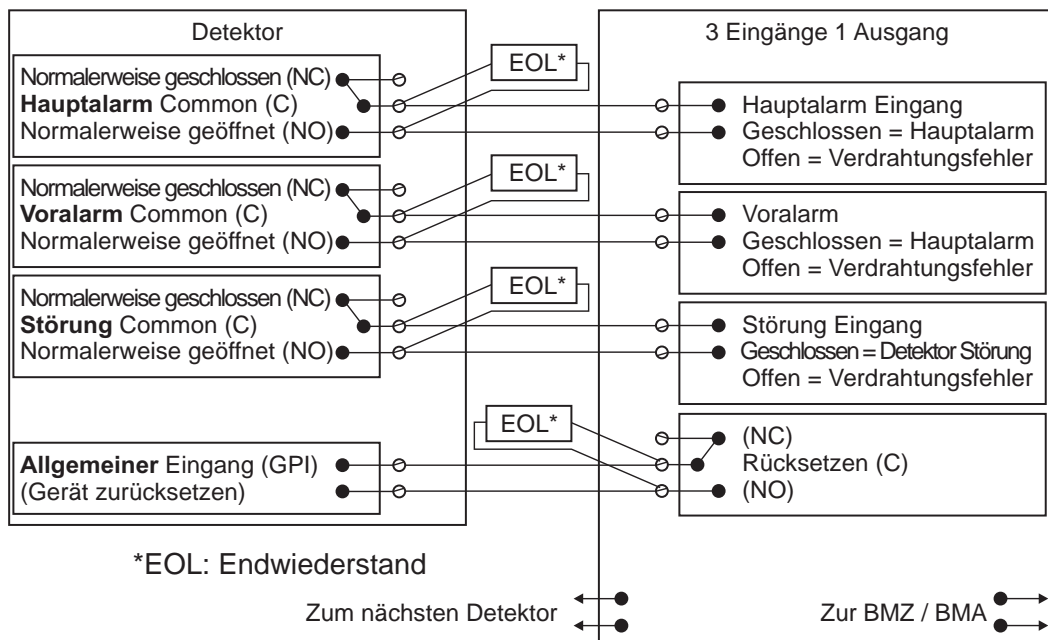 Detektor
Normalerweise geschlossen (NC)
Hauptalarm Common (C)
Normalerweise geöffnet (NO)
Normalerweise geschlossen (NC)
Voralarm Common (C)
Normalerweise geöffnet (NO)
Normalerweise geschlossen (NC)
Störung Common (C)
Normalerweise geöffnet (NO)
Allgemeiner Eingang (GPI)
(Gerät zurücksetzen)
EOL*
EOL*
EOL*
EOL*
3 Eingänge 1 Ausgang
Hauptalarm Eingang
Geschlossen = Hauptalarm
Offen = Verdrahtungsfehler
Voralarm
Geschlossen = Hauptalarm
Offen = Verdrahtungsfehler
Störung Eingang
Geschlossen = Detektor Störung
Offen = Verdrahtungsfehler
(NC)
Rücksetzen (C)
(NO)
*EOL: Endwiederstand
Zum nächsten Detektor
Zur BMZ / BMA